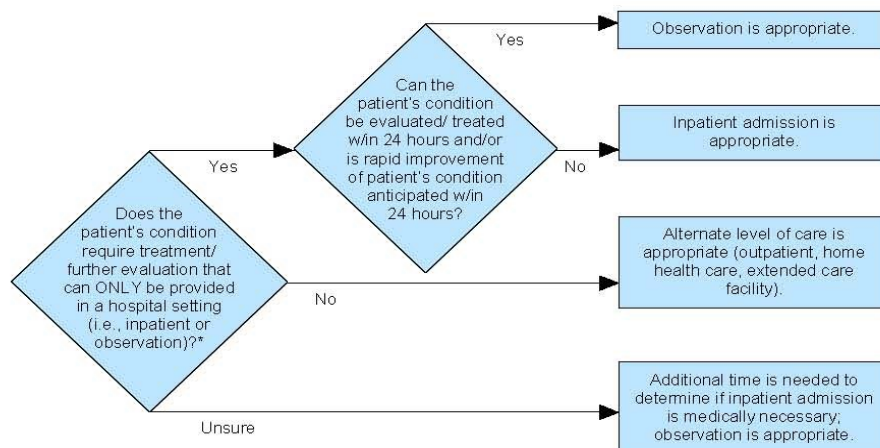 Yes
Observation is appropriate.
Can the
patient's condition
be evaluated/ treated
w/in 24 hours and/or
is rapid improvement
of patient's condition
anticipated w/in
24 hours?
No
Inpatient admission is
appropriate.
Yes
Does the
patient's condition
require treatment/
further evaluation that
can ONLY be provided
in a hospital setting
(i.e., inpatient or
observation)?*
No
Alternate level of care is
appropriate (outpatient, home
health care, extended care
facility).
Unsure
Additional time is needed to
determine if inpatient admission
is medically necessary;
observation is appropriate.